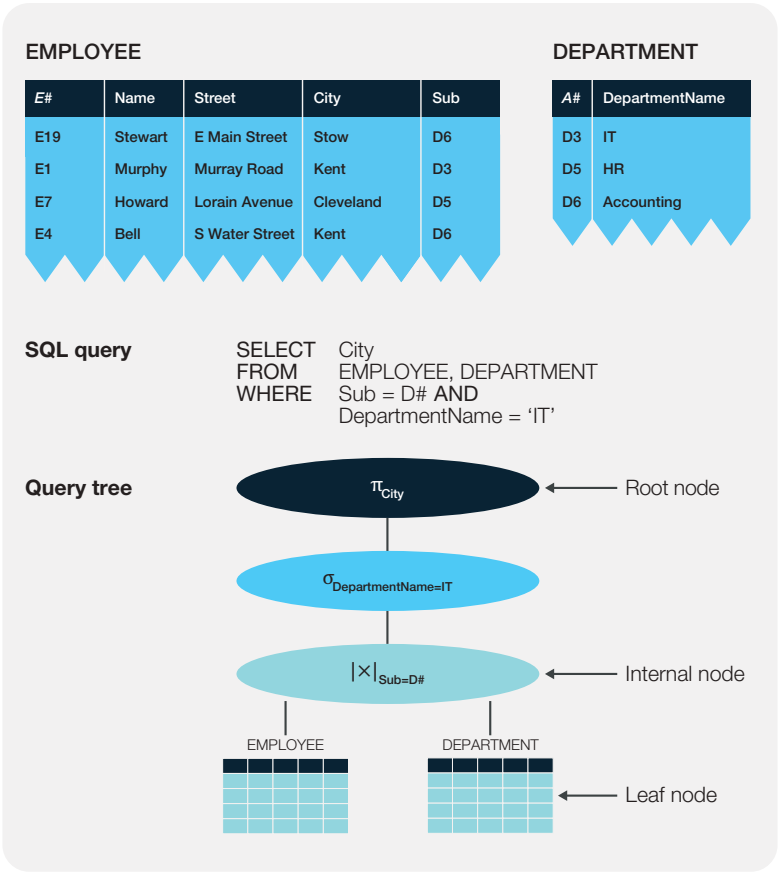 EMPLOYEE
E# Name Street City Sub
E19 Stewart E Main Street Stow D6
E1 Murphy Murray Road Kent D3
E7 Howard Lorain Avenue Cleveland D5
E4 Bell S Water Street Kent D6
DEPARTMENT
A# DepartmentName
D3 IT
D5 HR
D6 Accounting
SQL query
SELECT City
FROM EMPLOYEE, DEPARTMENT
WHERE Sub = D# AND
DepartmentName = ‘IT’
Query tree
πCity
Root node
σDepartmentName=IT
|×|Sub=D#
Internal node
EMPLOYEE
DEPARTMENT
Leaf node